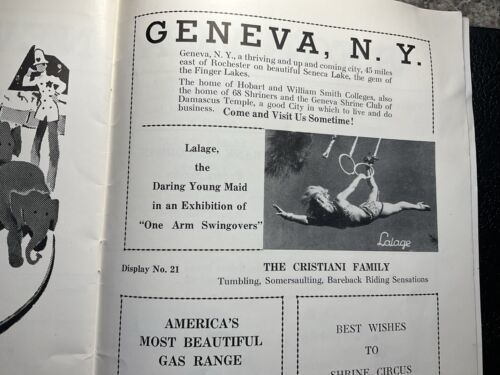 GENEVA, N. Y.
Geneva, N. Y., a thriving and up and coming city, 45 miles
east of Rochester on beautiful Seneca Lake, the gem of
the Finger Lakes.
The home of Hobart and William Smith Colleges, also
the home of 68 Shriners and the Geneva Shrine Club of
Damascus Temple, a good City in which to live and do
business. Come and Visit Us Sometime!
Lalage,
the
Daring Young Maid
in an Exhibition of
"One Arm Swingovers"
Lalage
Display No. 21
THE CRISTIANI FAMILY
Tumbling, Somersaulting, Bareback Riding Sensations
AMERICA'S
MOST BEAUTIFUL
GAS RANGE
BEST WISHES
TO
SHRINE CIRCUS